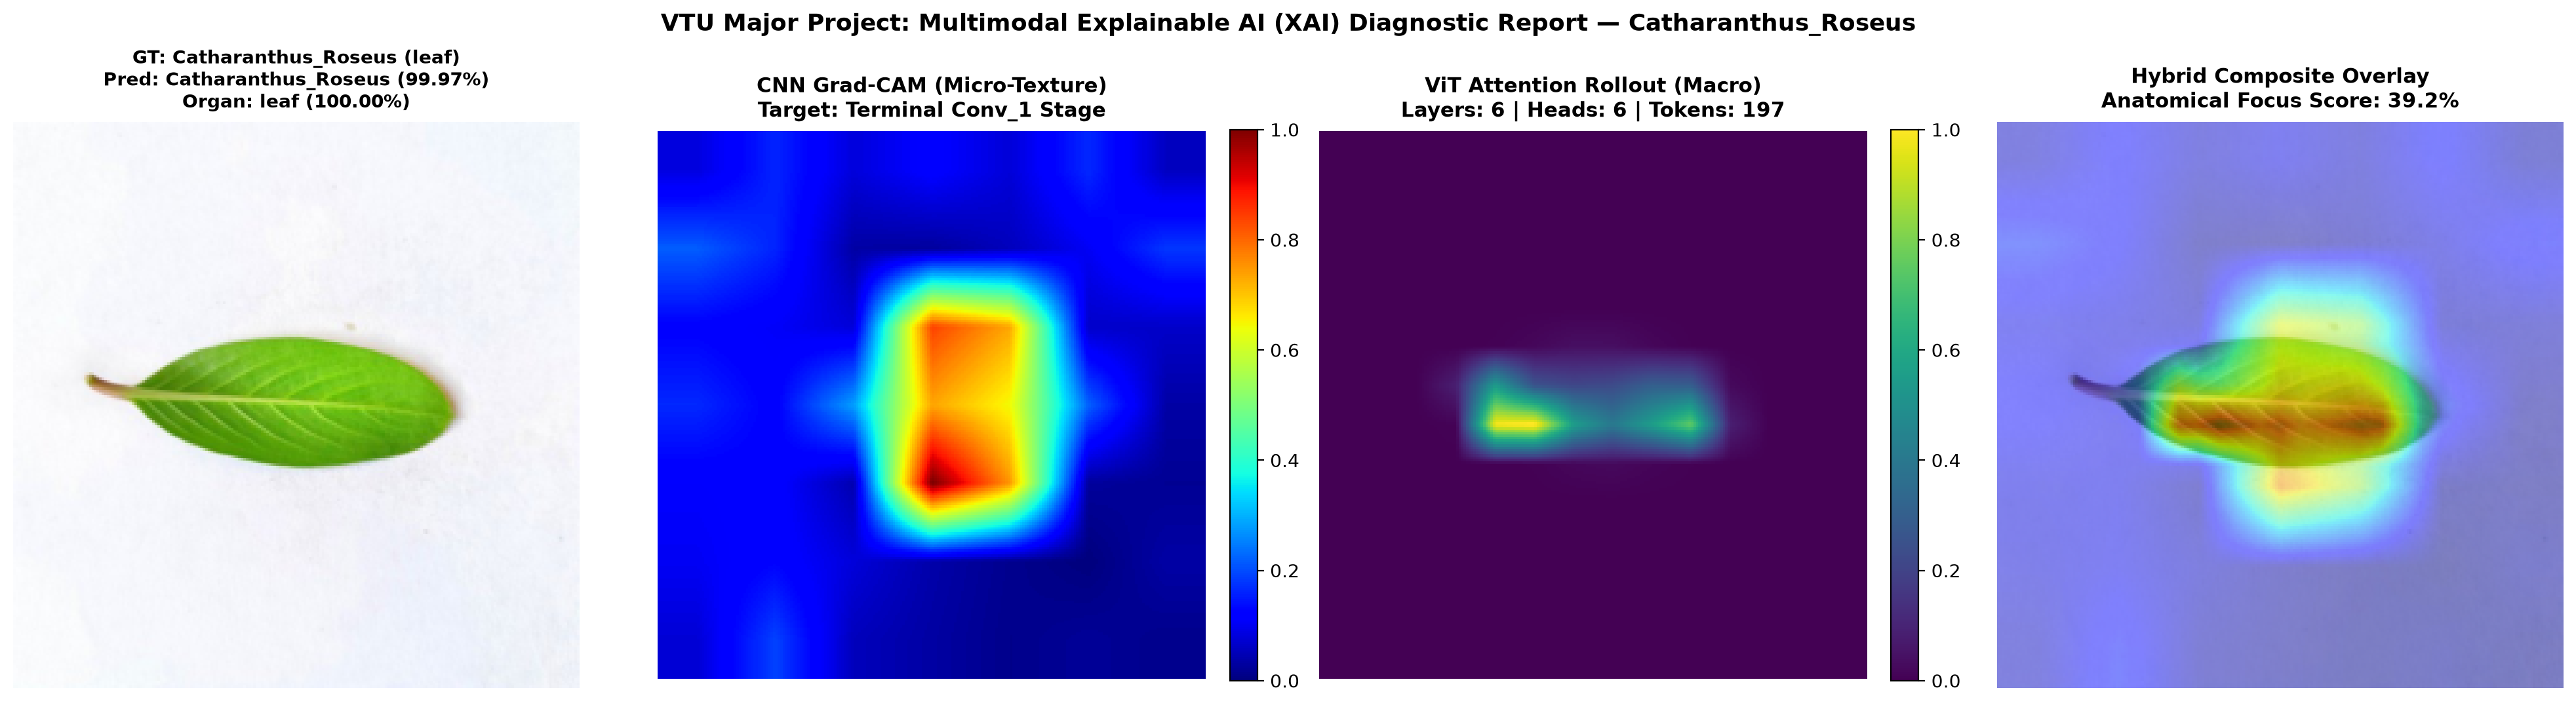 VTU Major Project: Multimodal Explainable AI (XAI) Diagnostic Report — Catharanthus_Roseus
GT: Catharanthus_Roseus (leaf)
Pred: Catharanthus_Roseus (99.97%)
Organ: leaf (100.00%)
CNN Grad-CAM (Micro-Texture)
Target: Terminal Conv_1 Stage
1.0
0.8
0.6
0.4
0.2
0.0
ViT Attention Rollout (Macro)
Layers: 6 | Heads: 6 | Tokens: 197
1.0
0.8
0.6
0.4
0.2
0.0
Hybrid Composite Overlay
Anatomical Focus Score: 39.2%